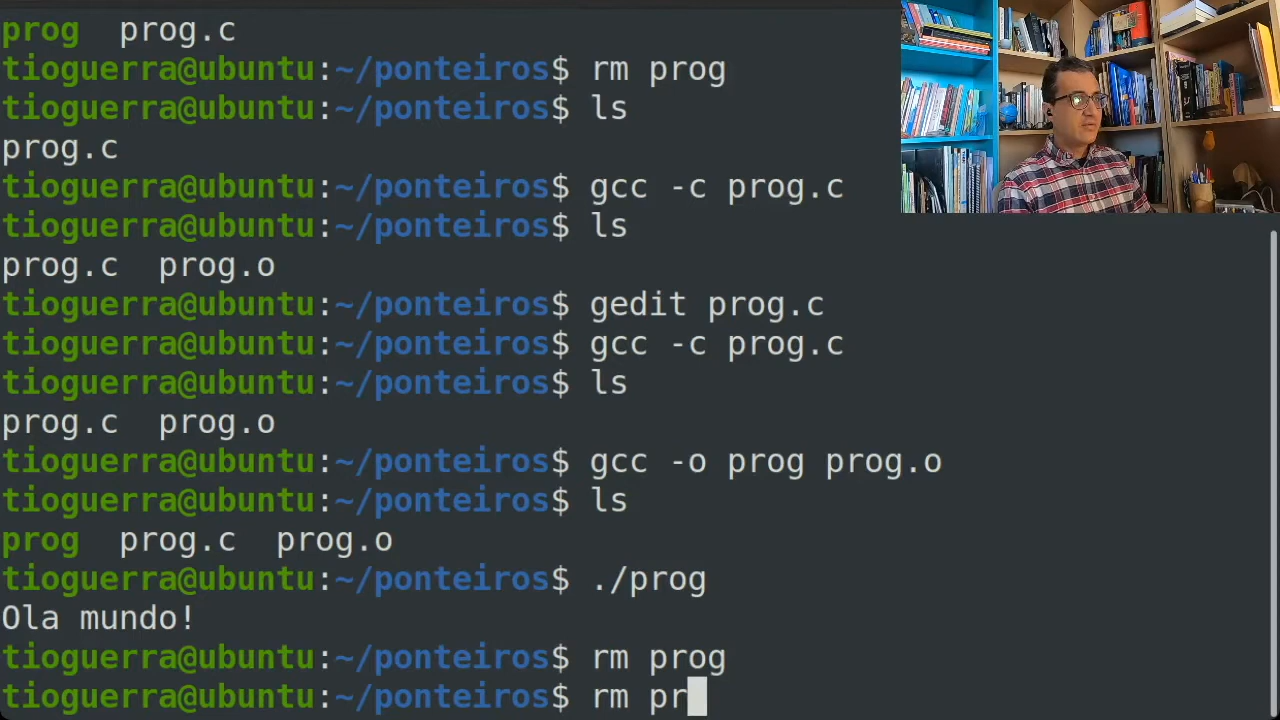 prog  prog.c
tioguerra@ubuntu:~/ponteiros$ rm prog
tioguerra@ubuntu:~/ponteiros$ ls
prog.c
tioguerra@ubuntu:~/ponteiros$ gcc -c prog.c
tioguerra@ubuntu:~/ponteiros$ ls
prog.c  prog.o
tioguerra@ubuntu:~/ponteiros$ gedit prog.c
tioguerra@ubuntu:~/ponteiros$ gcc -c prog.c
tioguerra@ubuntu:~/ponteiros$ ls
prog.c  prog.o
tioguerra@ubuntu:~/ponteiros$ gcc -o prog prog.o
tioguerra@ubuntu:~/ponteiros$ ls
prog  prog.c  prog.o
tioguerra@ubuntu:~/ponteiros$ ./prog
Ola mundo!
tioguerra@ubuntu:~/ponteiros$ rm prog
tioguerra@ubuntu:~/ponteiros$ rm pr